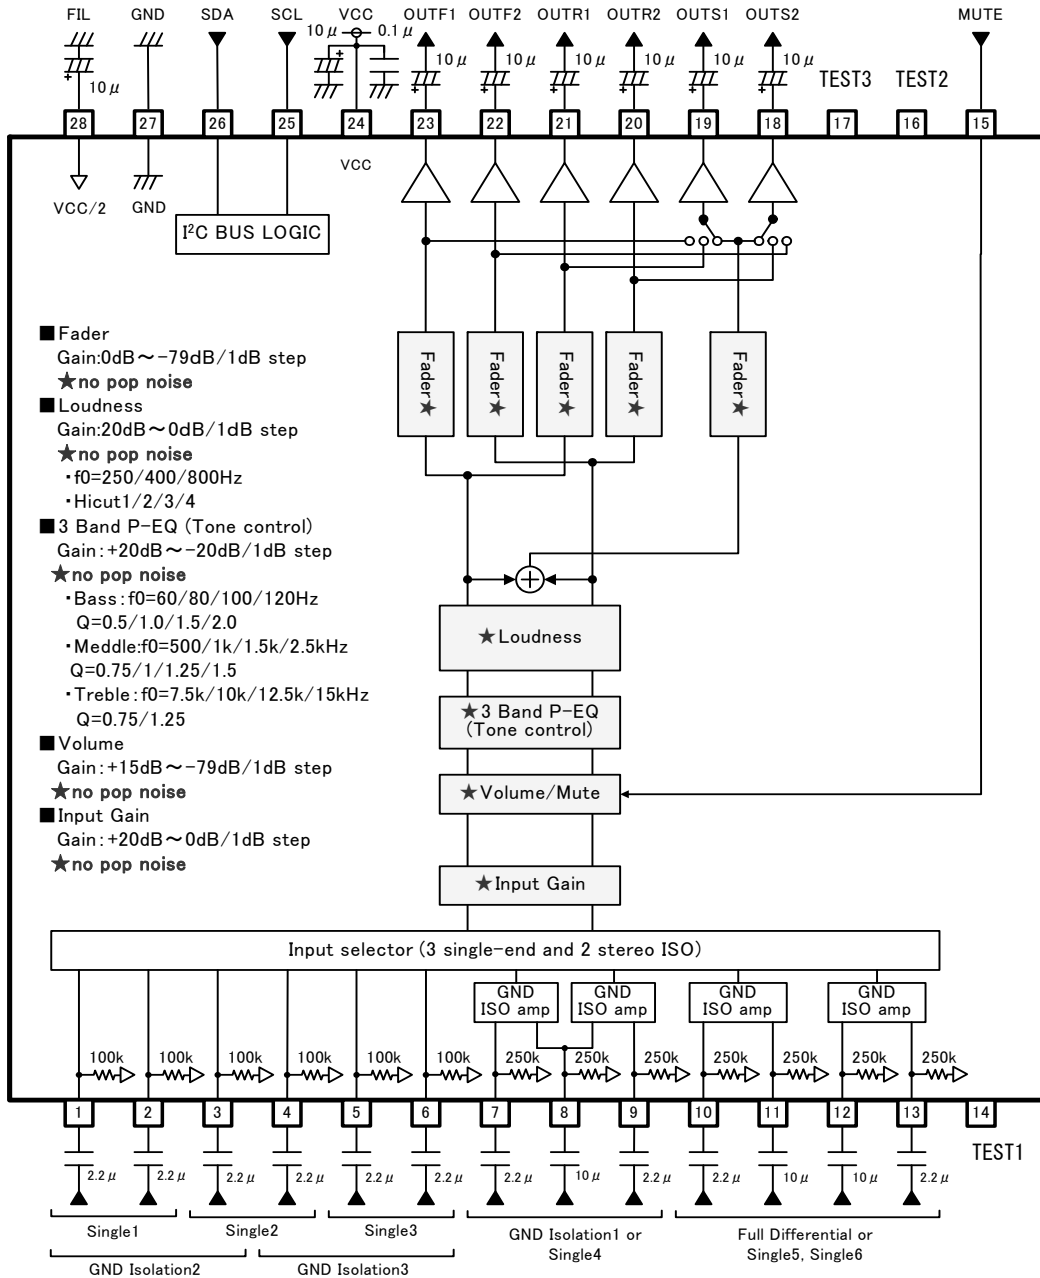 FIL GND SDA SCL VCC OUTF1 OUTF2 OUTR1 OUTR2 OUTS1 OUTS2 MUTE
10μ 0.1μ
10μ 10μ 10μ 10μ 10μ 10μ 10μ
TEST3 TEST2
28 27 26 25 24 23 22 21 20 19 18 17 16 15
VCC
VCC/2 GND
I²C BUS LOGIC
■Fader
Gain:0dB～-79dB/1dB step
★no pop noise
■Loudness
Gain:20dB～0dB/1dB step
★no pop noise
・f0=250/400/800Hz
・Hicut1/2/3/4
■3 Band P-EQ (Tone control)
Gain:+20dB～-20dB/1dB step
★no pop noise
・Bass:f0=60/80/100/120Hz
Q=0.5/1.0/1.5/2.0
・Meddle:f0=500/1k/1.5k/2.5kHz
Q=0.75/1/1.25/1.5
・Treble:f0=7.5k/10k/12.5k/15kHz
Q=0.75/1.25
■Volume
Gain:+15dB～-79dB/1dB step
★no pop noise
■Input Gain
Gain:+20dB～0dB/1dB step
★no pop noise
Fader★ Fader★ Fader★ Fader★ Fader★
★Loudness
★3 Band P-EQ
(Tone control)
★Volume/Mute
★Input Gain
Input selector (3 single-end and 2 stereo ISO)
GND GND GND GND
ISO amp ISO amp ISO amp ISO amp
100k 100k 100k 100k 100k 100k 250k 250k 250k 250k 250k 250k 250k
1 2 3 4 5 6 7 8 9 10 11 12 13 14
TEST1
2.2μ 2.2μ 2.2μ 2.2μ 2.2μ 2.2μ 2.2μ 10μ 2.2μ 2.2μ 10μ 10μ 2.2μ
Single1 Single2 Single3
GND Isolation1 or
Single4
Full Differential or
Single5, Single6
GND Isolation2 GND Isolation3